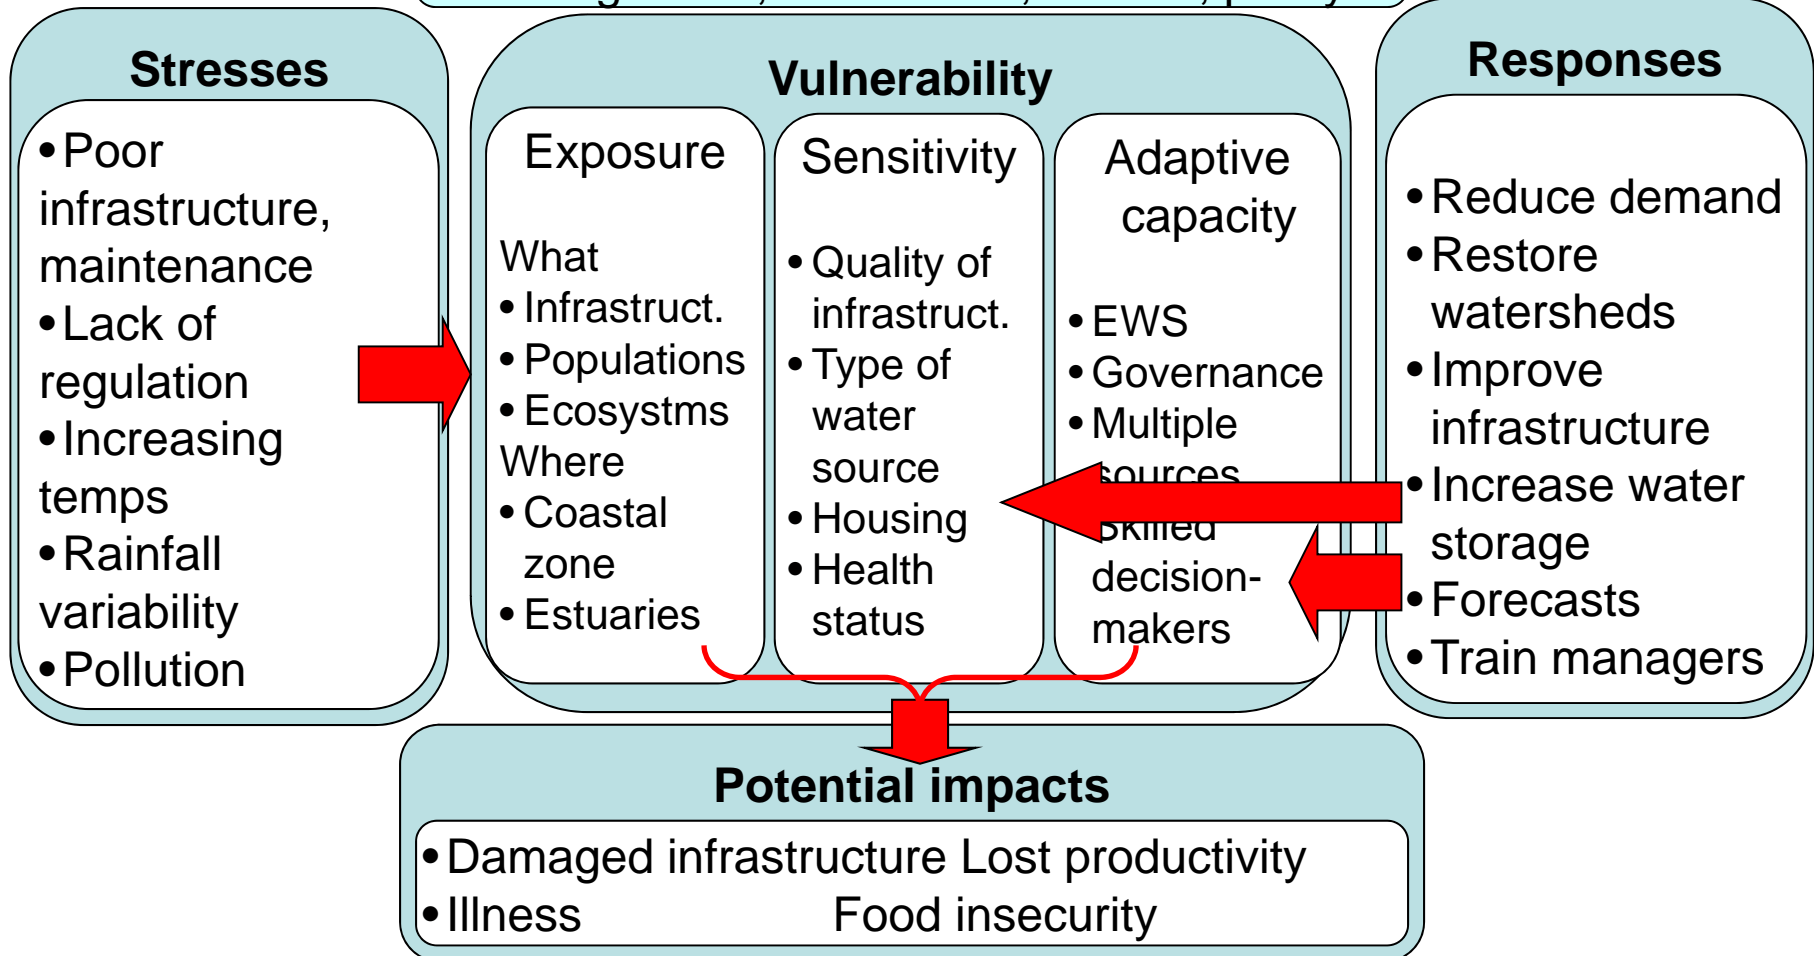 Stresses
•Poor
infrastructure,
maintenance
•Lack of
regulation
•Increasing
temps
•Rainfall
variability
•Pollution
Vulnerability
Exposure
What
•Infrastruct.
•Populations
•Ecosystms
Where
•Coastal
zone
•Estuaries
Sensitivity
•Quality of
infrastruct.
•Type of
water
source
•Housing
•Health
status
Adaptive
capacity
•EWS
•Governance
•Multiple
sources
•Skilled
decision-
makers
Responses
•Reduce demand
•Restore
watersheds
•Improve
infrastructure
•Increase water
storage
•Forecasts
•Train managers
Potential impacts
•Damaged infrastructure Lost productivity
•Illness Food insecurity